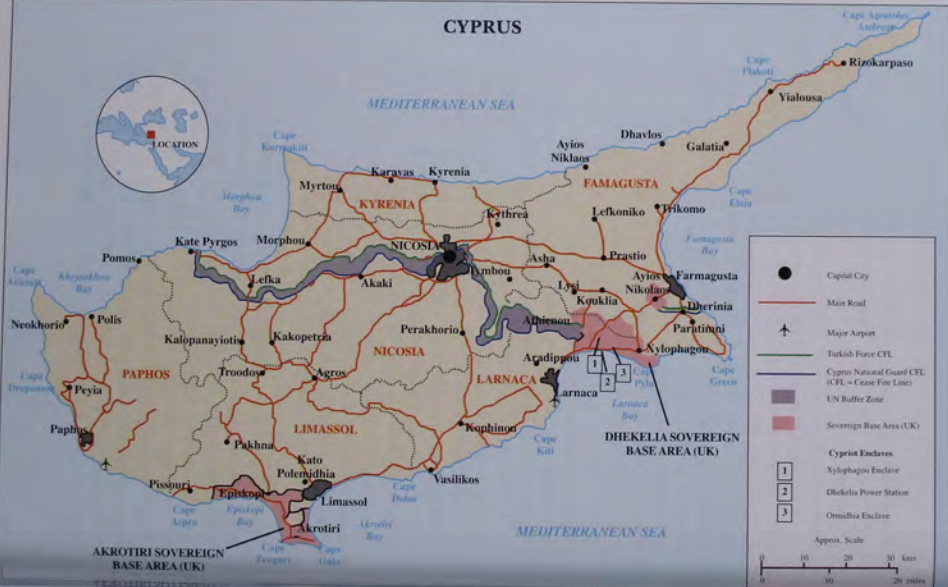 CYPRUS
Cape Apostolos
Andreas
Rizokarpaso
Cape
Plakoti
Yialousa
MEDITERRANEAN SEA
LOCATION
Cape
Kormakiti
Dhavlos
Galatia
Ayios
Niklaos
Karavas
Kyrenia
Myrtou
KYRENIA
FAMAGUSTA
Cape
Elaia
Morphou
Bay
Kythrea
Lefkoniko
Trikomo
Kate Pyrgos
Morphou
NICOSIA
Famagusta
Bay
Pomos
Asha
Prastio
Cape
Khrysokhou
Bay
Lefka
Akaki
Lysi
Kouklia
Ayios
Nikolaos
Farmagusta
Dherinia
Neokhorio
Polis
Athienou
Paratimni
Perakhorio
Kalopanayiotis
Kakopetria
NICOSIA
Xylophagou
Aradippou
1
2
3
Cape
Pyla
Cape
Greco
PAPHOS
Troodos
Agros
LARNACA
Cape
Drepanon
Peyia
Larnaca
Larnaca
Bay
LIMASSOL
Kophinou
DHEKELIA SOVEREIGN
BASE AREA (UK)
Paphos
Pakhna
Cape
Kiti
Kato
Polemidhia
Vasilikos
Pissouri
Episkopi
Limassol
Cape
Dolos
Cape
Aspro
Episkopi
Bay
Akrotiri
Akrotiri
Bay
MEDITERRANEAN SEA
AKROTIRI SOVEREIGN
BASE AREA (UK)
Cape
Zevgari
Cape
Gata
Capital City
Main Road
Major Airport
Turkish Force CFL
Cyprus National Guard CFL
(CFL = Cease Fire Line)
UN Buffer Zone
Sovereign Base Area (UK)
Cypriot Enclaves
1 Xylophagou Enclave
2 Dhekelia Power Station
3 Ormidhia Enclave
Approx. Scale
0 10 20 30 kms
0 10 20 miles